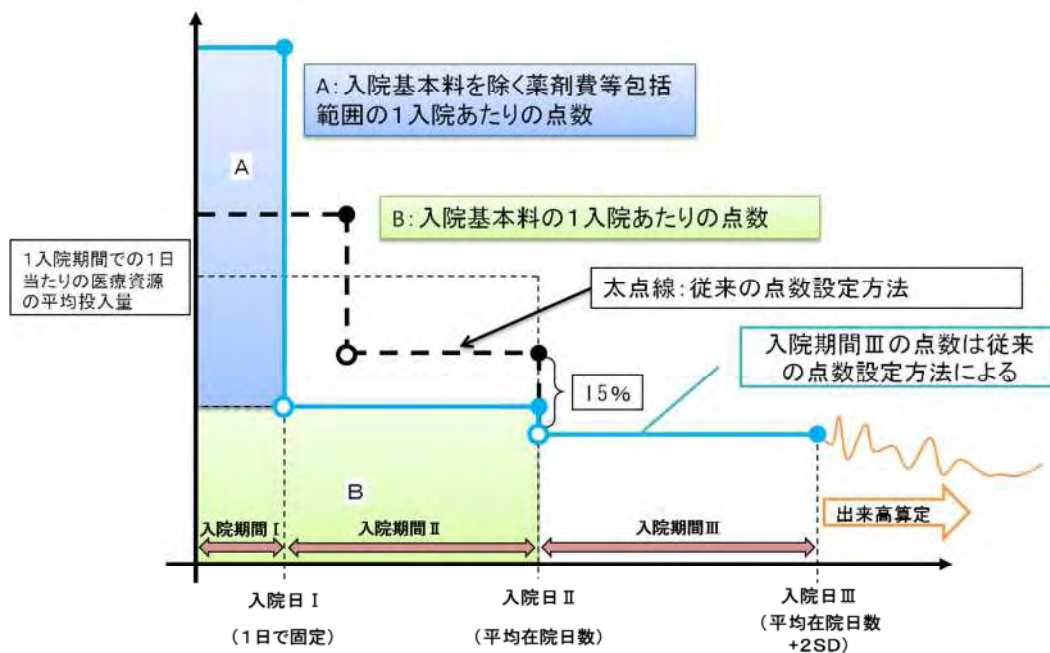 A:入院基本料を除く薬剤費等包括
範囲の1入院あたりの点数
A
B:入院基本料の1入院あたりの点数
1入院期間での1日
当たりの医療資源
の平均投入量
太点線:従来の点数設定方法
入院期間Ⅲの点数は従来
の点数設定方法による
15%
B
出来高算定
入院期間Ⅰ
入院期間Ⅱ
入院期間Ⅲ
入院日Ⅰ
(1日で固定)
入院日Ⅱ
(平均在院日数)
入院日Ⅲ
(平均在院日数
+2SD)